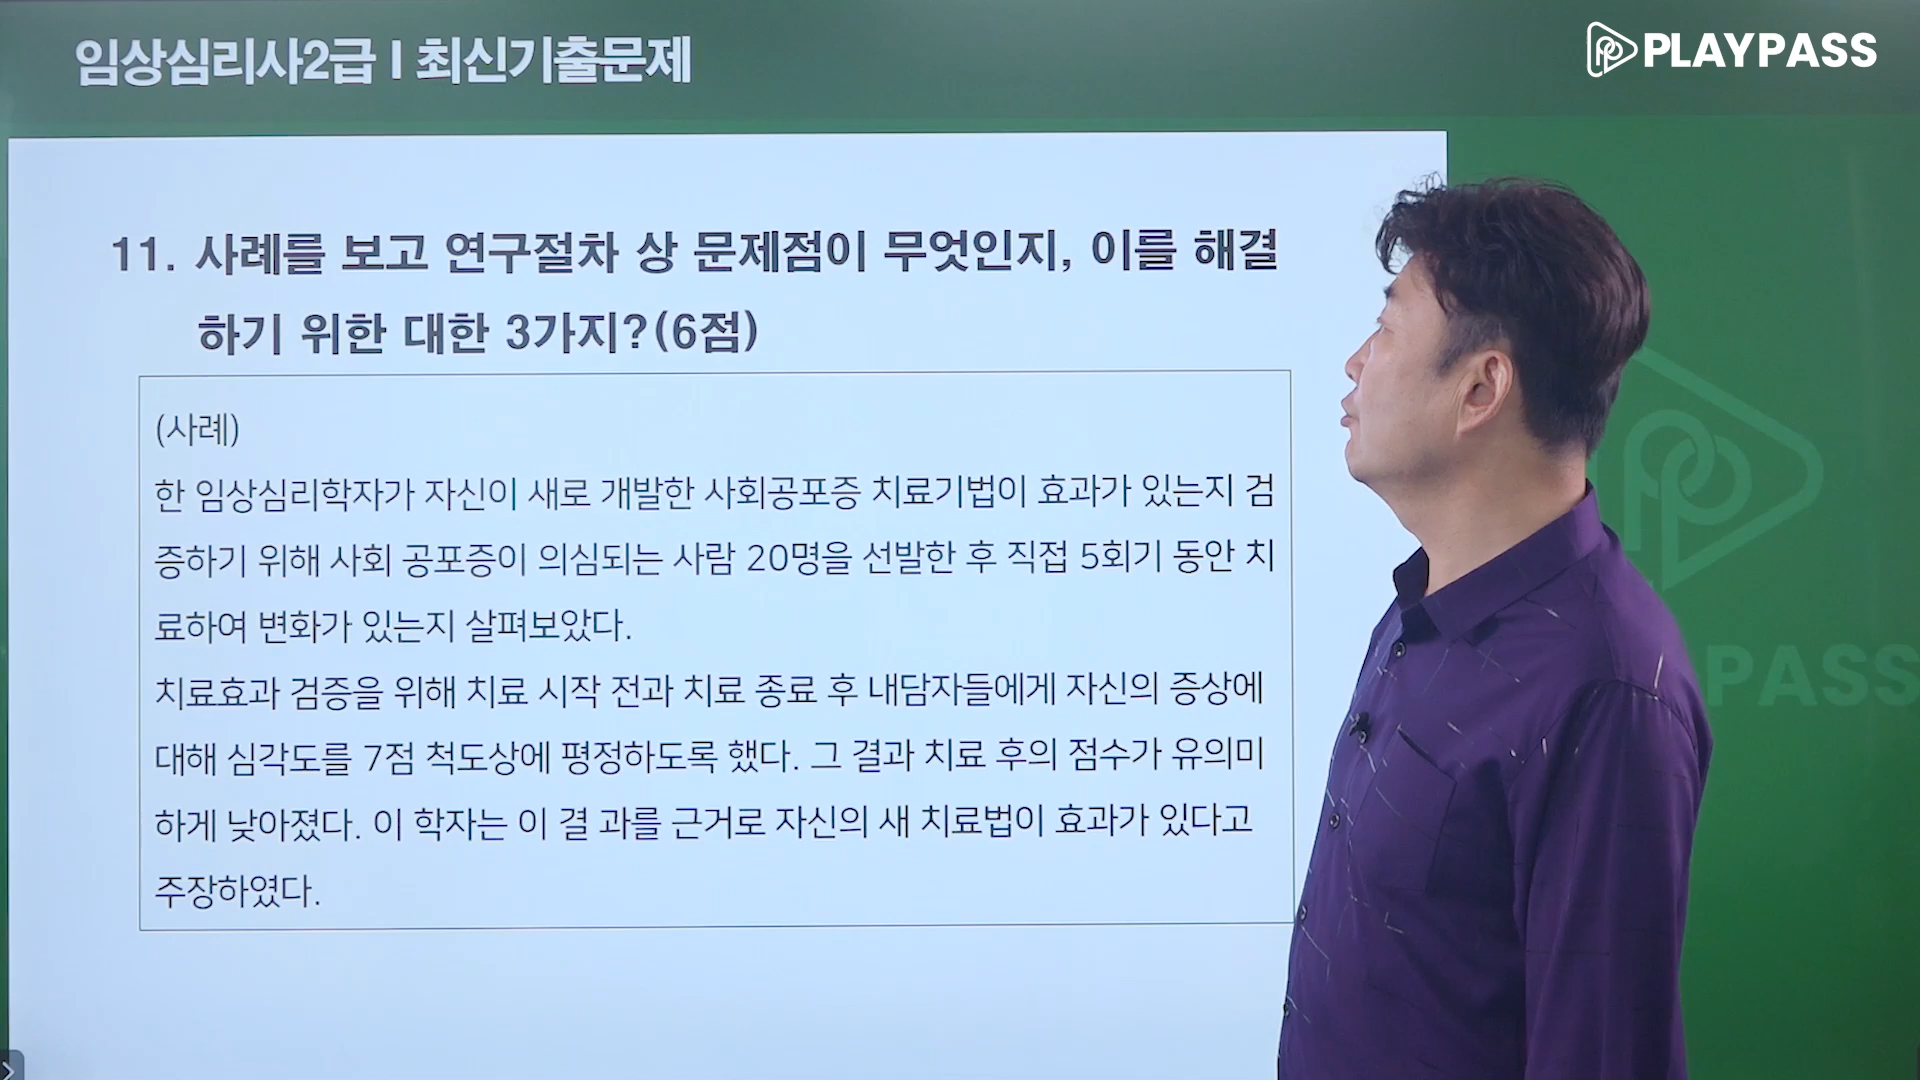 임상심리사2급 I 최신기출문제
PLAYPASS
11. 사례를 보고 연구절차 상 문제점이 무엇인지, 이를 해결
하기 위한 대한 3가지?(6점)
(사례)
한 임상심리학자가 자신이 새로 개발한 사회공포증 치료기법이 효과가 있는지 검
증하기 위해 사회 공포증이 의심되는 사람 20명을 선발한 후 직접 5회기 동안 치
료하여 변화가 있는지 살펴보았다.
치료효과 검증을 위해 치료 시작 전과 치료 종료 후 내담자들에게 자신의 증상에
대해 심각도를 7점 척도상에 평정하도록 했다. 그 결과 치료 후의 점수가 유의미
하게 낮아졌다. 이 학자는 이 결 과를 근거로 자신의 새 치료법이 효과가 있다고
주장하였다.
PASS